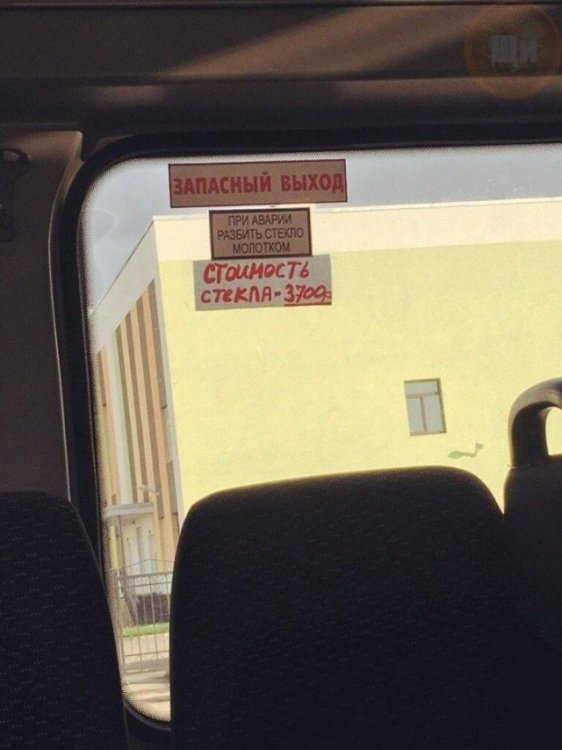 ЗАПАСНЫЙ ВЫХОД
ПРИ АВАРИИ
РАЗБИТЬ СТЕКЛО
МОЛОТКОМ
СТОИМОСТЬ
СТЕКЛА-3700р